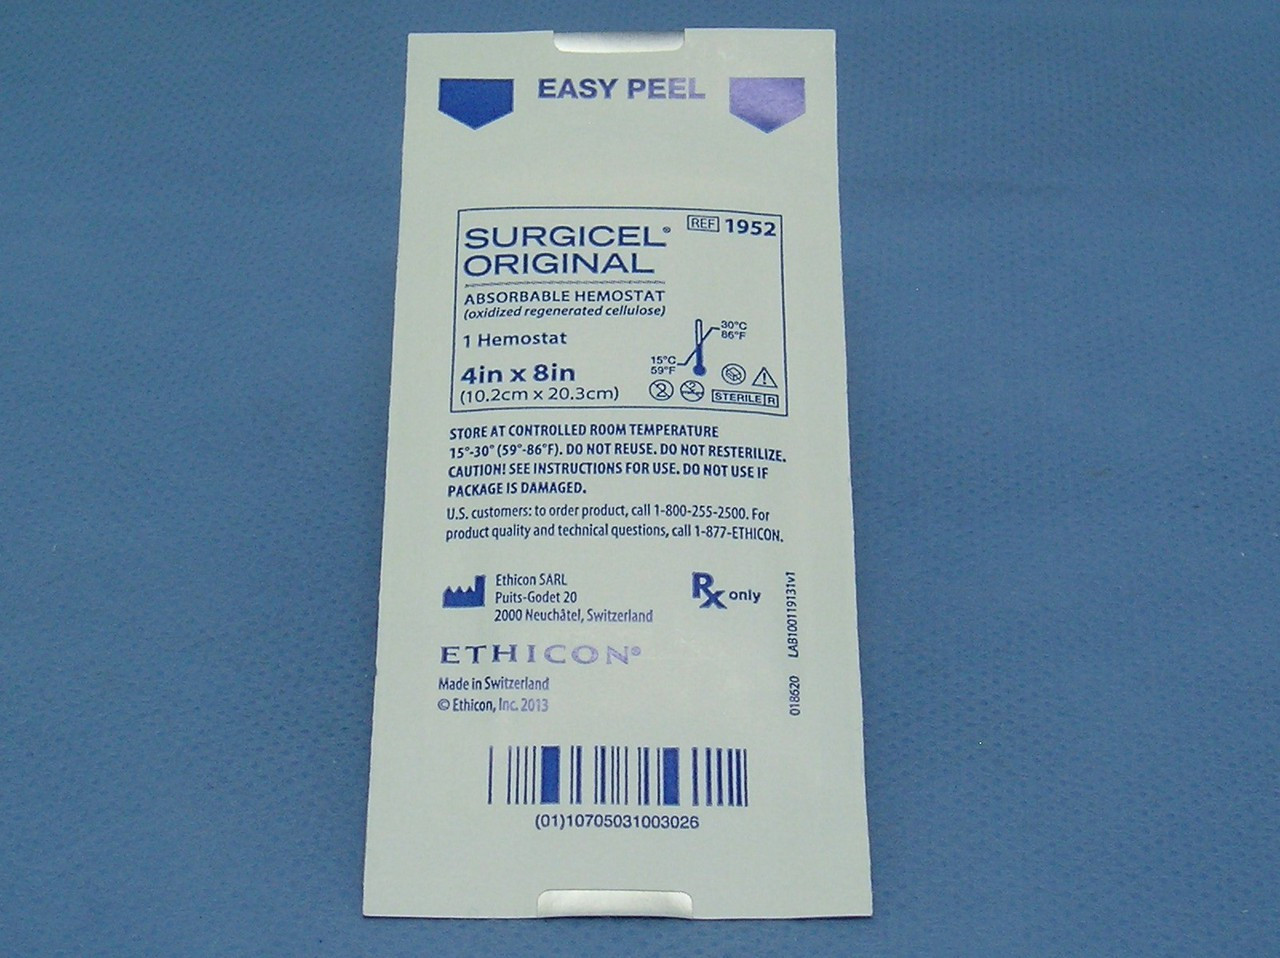 EASY PEEL
SURGICEL®
ORIGINAL
REF 1952
ABSORBABLE HEMOSTAT
(oxidized regenerated cellulose)
1 Hemostat
4in x 8in
(10.2cm x 20.3cm)
30°C
86°F
15°C
59°F
2 2
STERILE R
STORE AT CONTROLLED ROOM TEMPERATURE
15°-30° (59°-86°F). DO NOT REUSE. DO NOT RESTERILIZE.
CAUTION! SEE INSTRUCTIONS FOR USE. DO NOT USE IF
PACKAGE IS DAMAGED.
U.S. customers: to order product, call 1-800-255-2500. For
product quality and technical questions, call 1-877-ETHICON.
Ethicon SARL
Puits-Godet 20
2000 Neuchâtel, Switzerland
Rx only
ETHICON®
Made in Switzerland
© Ethicon, Inc. 2013
018620 LAB100119131v1
(01)10705031003026